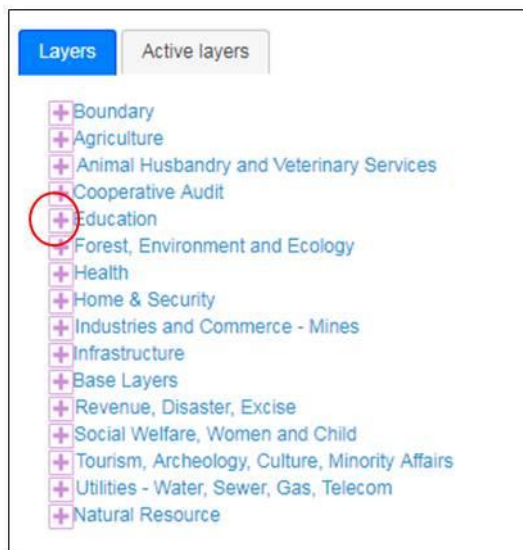 Layers
Active layers
Boundary
Agriculture
Animal Husbandry and Veterinary Services
Cooperative Audit
Education
Forest, Environment and Ecology
Health
Home & Security
Industries and Commerce - Mines
Infrastructure
Base Layers
Revenue, Disaster, Excise
Social Welfare, Women and Child
Tourism, Archeology, Culture, Minority Affairs
Utilities - Water, Sewer, Gas, Telecom
Natural Resource